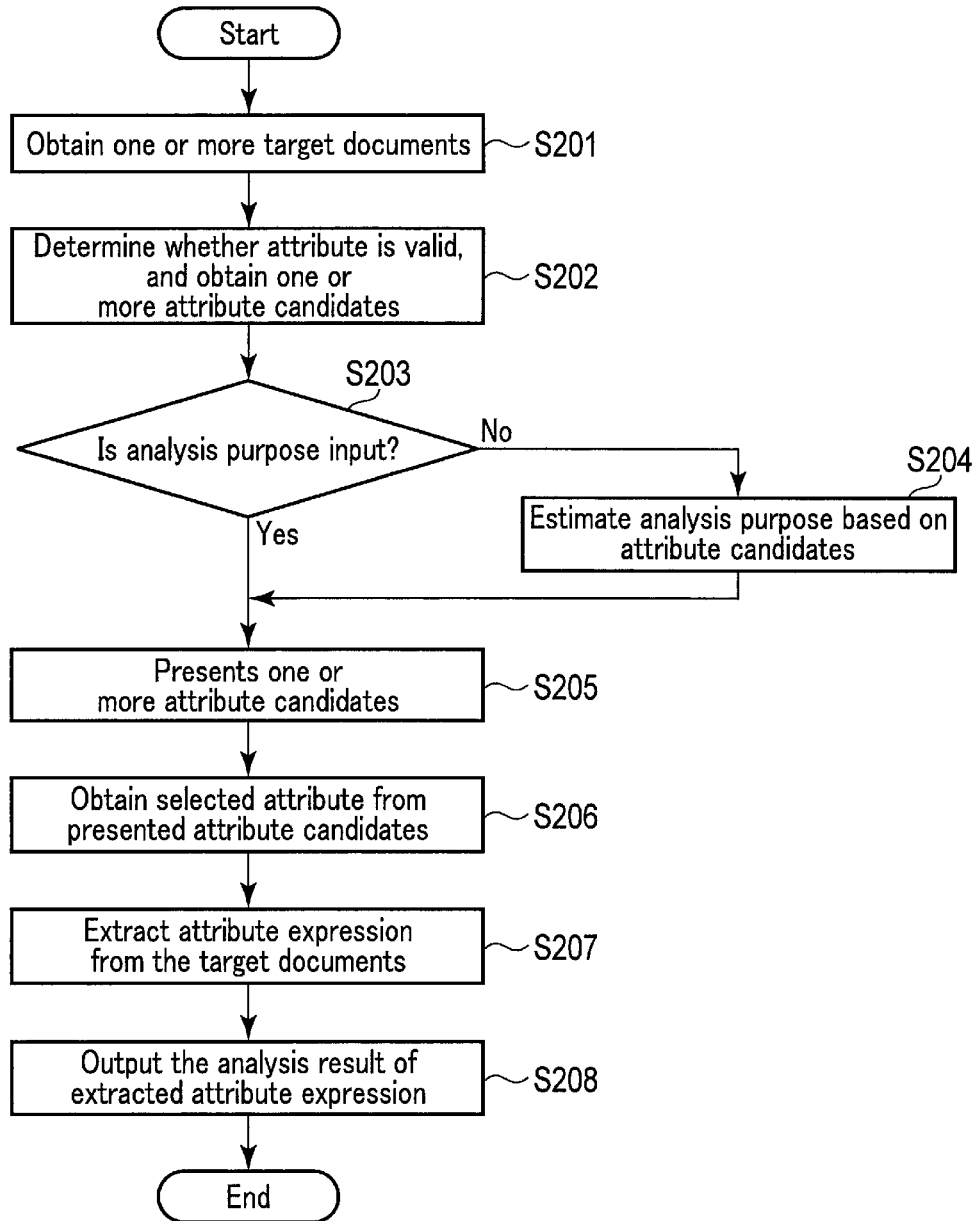 Start
Obtain one or more target documents
S201
Determine whether attribute is valid,
and obtain one or
more attribute candidates
S202
S203
Is analysis purpose input?
No
Yes
S204
Estimate analysis purpose based on
attribute candidates
Presents one or
more attribute candidates
S205
Obtain selected attribute from
presented attribute candidates
S206
Extract attribute expression
from the target documents
S207
Output the analysis result of
extracted attribute expression
S208
End